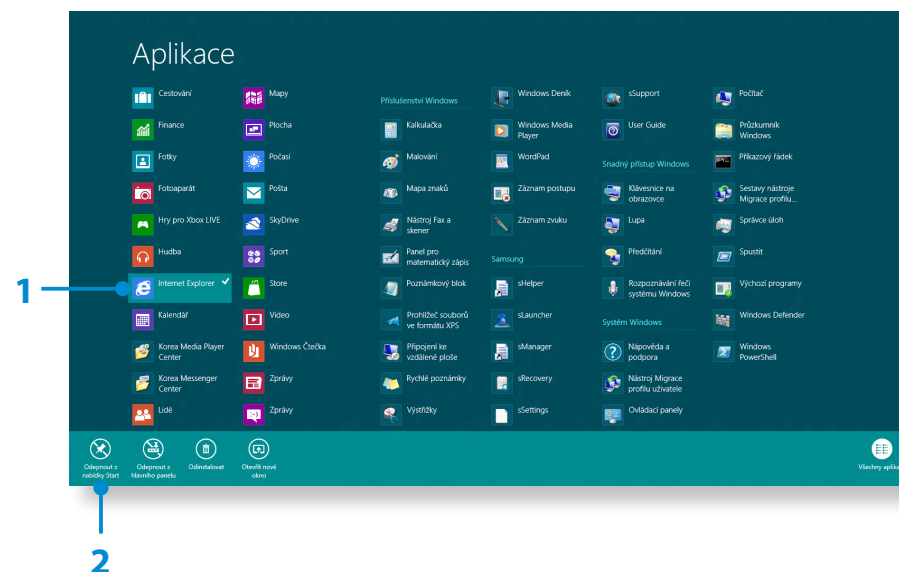 Aplikace
Cestování
Finance
Fotky
Fotoaparát
Hry pro Xbox LIVE
Hudba
Internet Explorer
Kalendář
Korea Media Player
Center
Korea Messenger
Center
Lidé
Mapy
Plocha
Počasí
Pošta
SkyDrive
Sport
Store
Video
Windows Čtečka
Zprávy
Zprávy
Příslušenství Windows
Kalkulačka
Malování
Mapa znaků
Nástroj Fax a
skener
Panel pro
matematický zápis
Poznámkový blok
Prohlížeč souborů
ve formátu XPS
Připojení ke
vzdálené ploše
Rychlé poznámky
Výstřižky
Windows Deník
Windows Media
Player
WordPad
Záznam postupu
Záznam zvuku
Samsung
sHelper
sLauncher
sManager
sRecovery
sSettings
sSupport
User Guide
Snadný přístup Windows
Klávesnice na
obrazovce
Lupa
Předčítání
Rozpoznávání řeči
systému Windows
Systém Windows
Nápověda a
podpora
Nástroj Migrace
profilu uživatele
Ovládací panely
Počítač
Průzkumník
Windows
Příkazový řádek
Sestavy nástroje
Migrace profilu...
Správce úloh
Spustit
Výchozí programy
Windows Defender
Windows
PowerShell
1
Odepnout z
nabídky Start
Odepnout z
hlavního panelu
Odinstalovat
Otevřít nové
okno
Všechny aplika
2